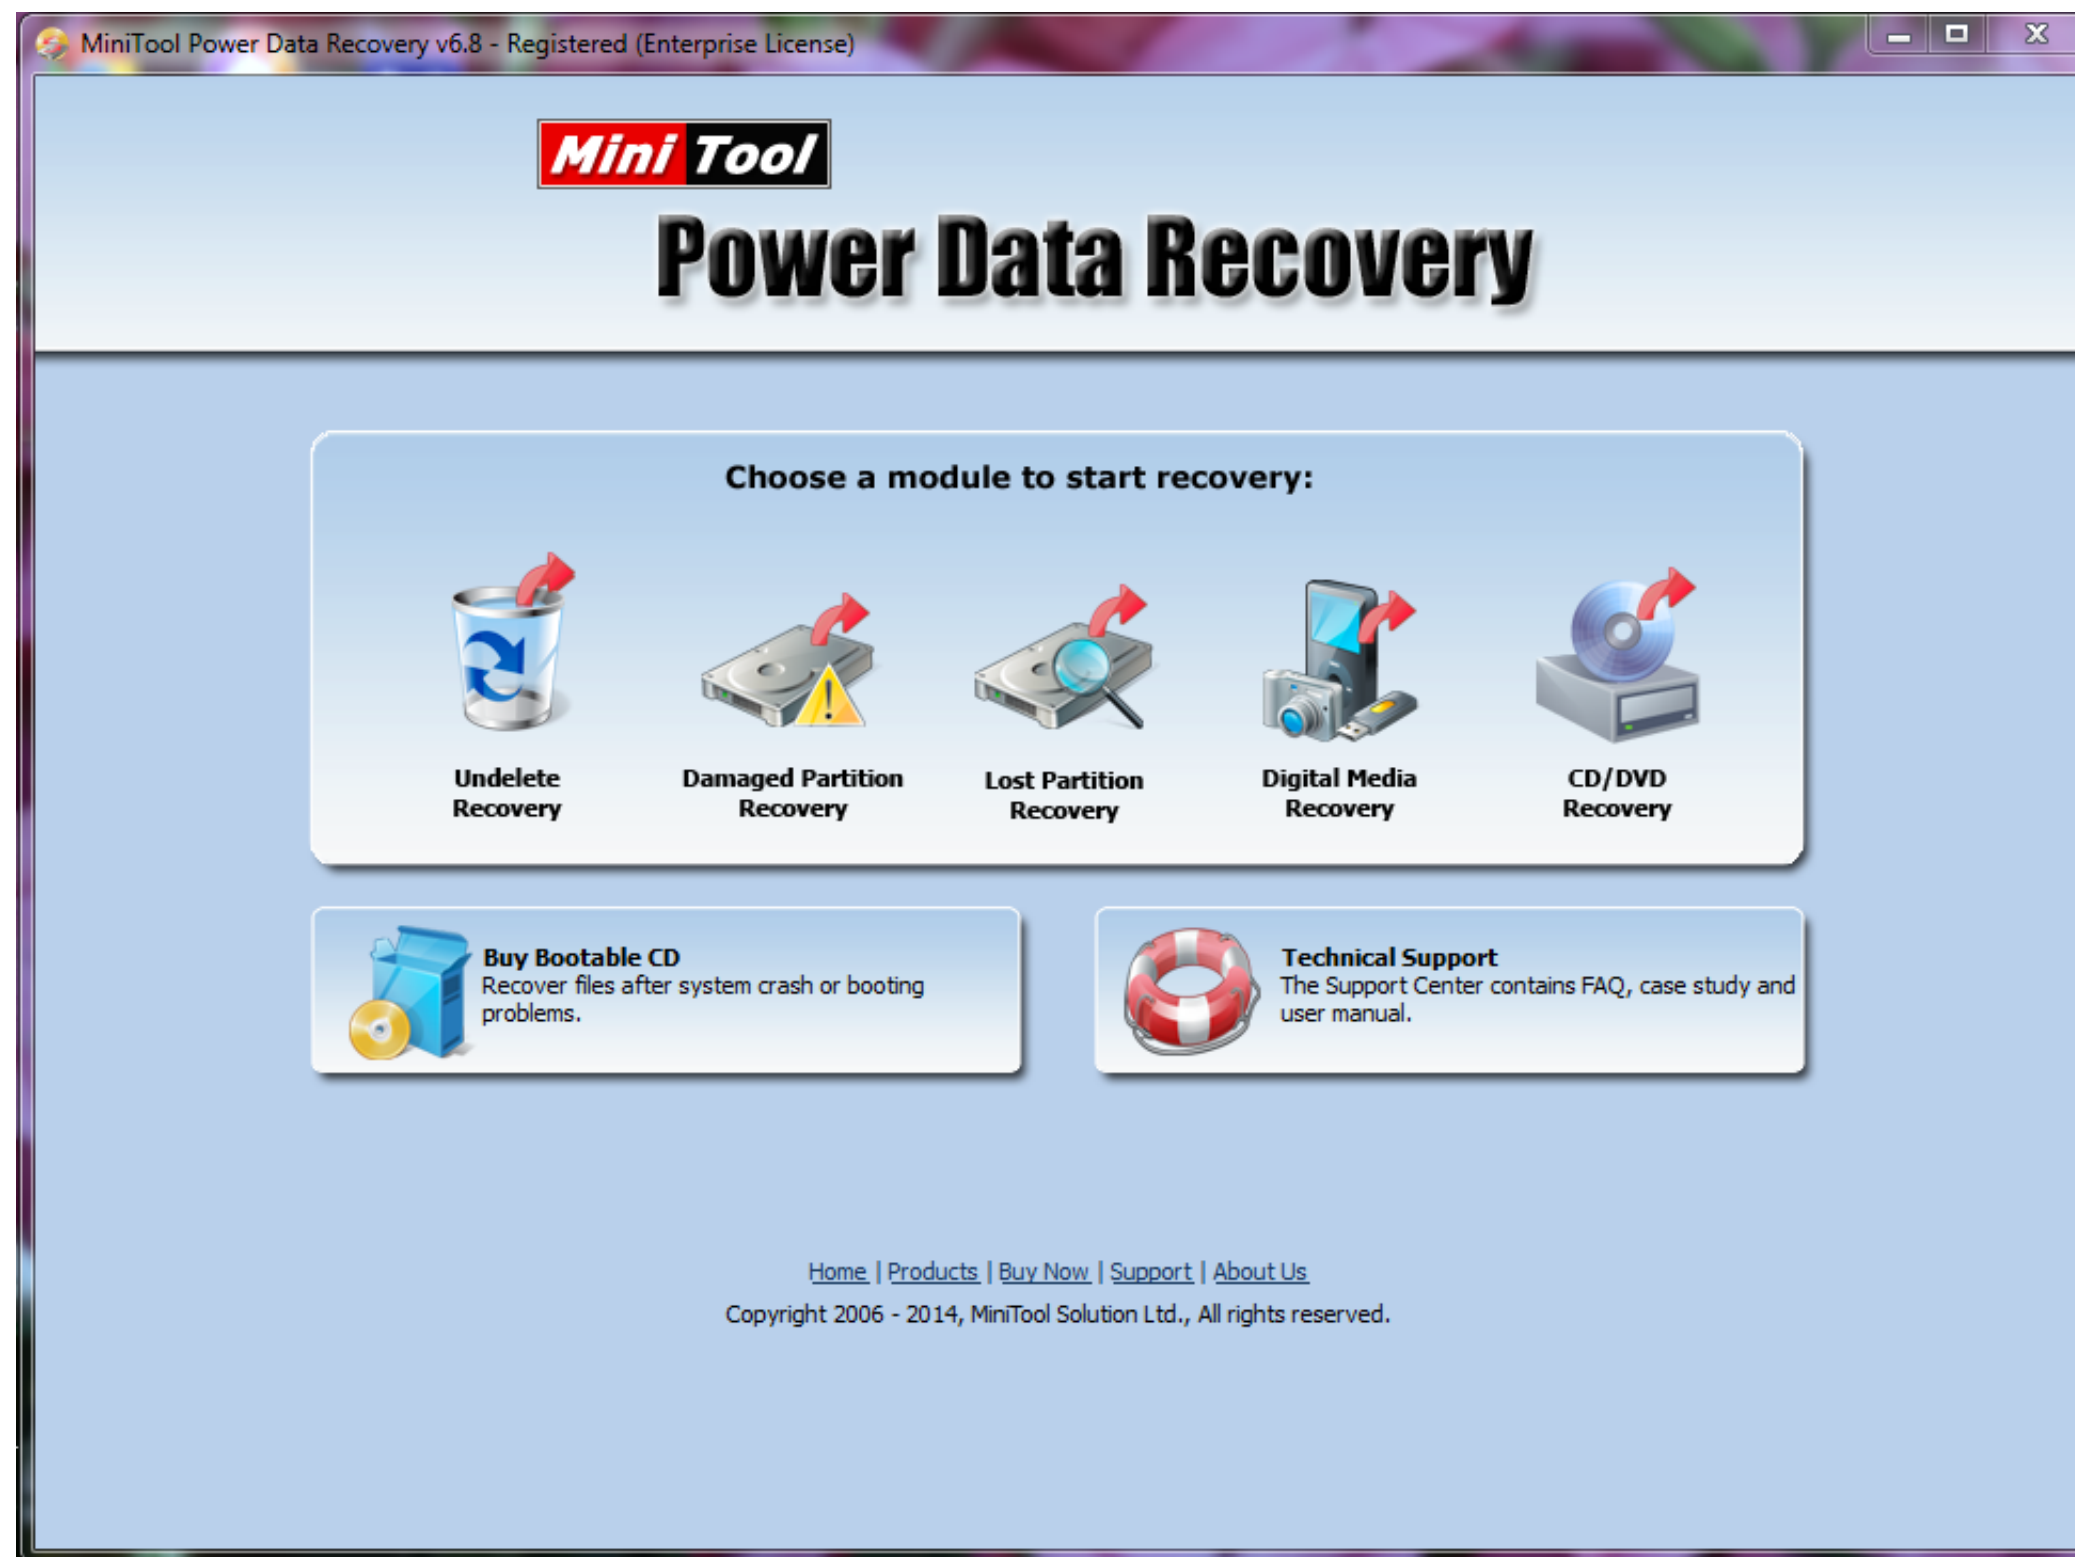 MiniTool Power Data Recovery v6.8 - Registered (Enterprise License)
Mini Tool
Power Data Recovery
Choose a module to start recovery:
Undelete
Recovery
Damaged Partition
Recovery
Lost Partition
Recovery
Digital Media
Recovery
CD/DVD
Recovery
Buy Bootable CD
Recover files after system crash or booting
problems.
Technical Support
The Support Center contains FAQ, case study and
user manual.
Home | Products | Buy Now | Support | About Us
Copyright 2006 - 2014, MiniTool Solution Ltd., All rights reserved.